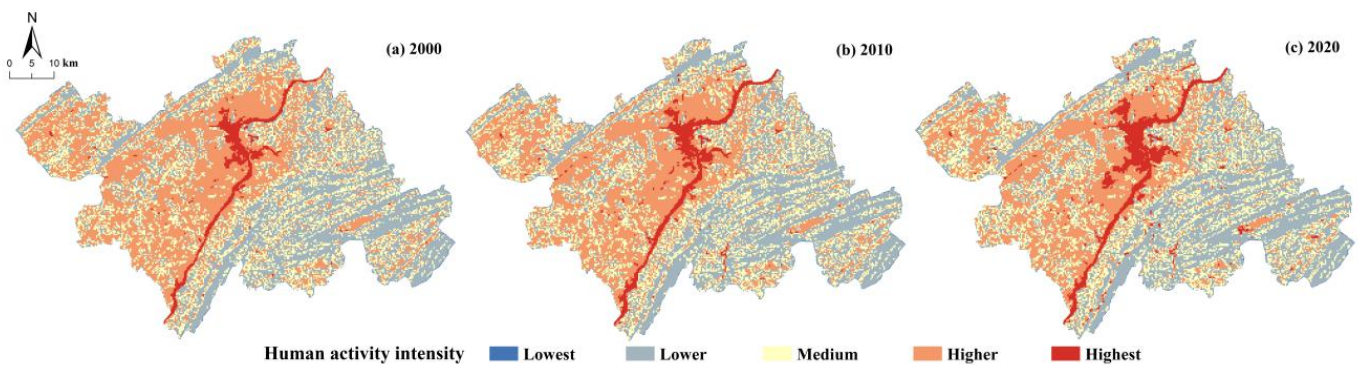 N
0 5 10 km
(a) 2000
(b) 2010
(c) 2020
Human activity intensity Lowest Lower Medium Higher Highest